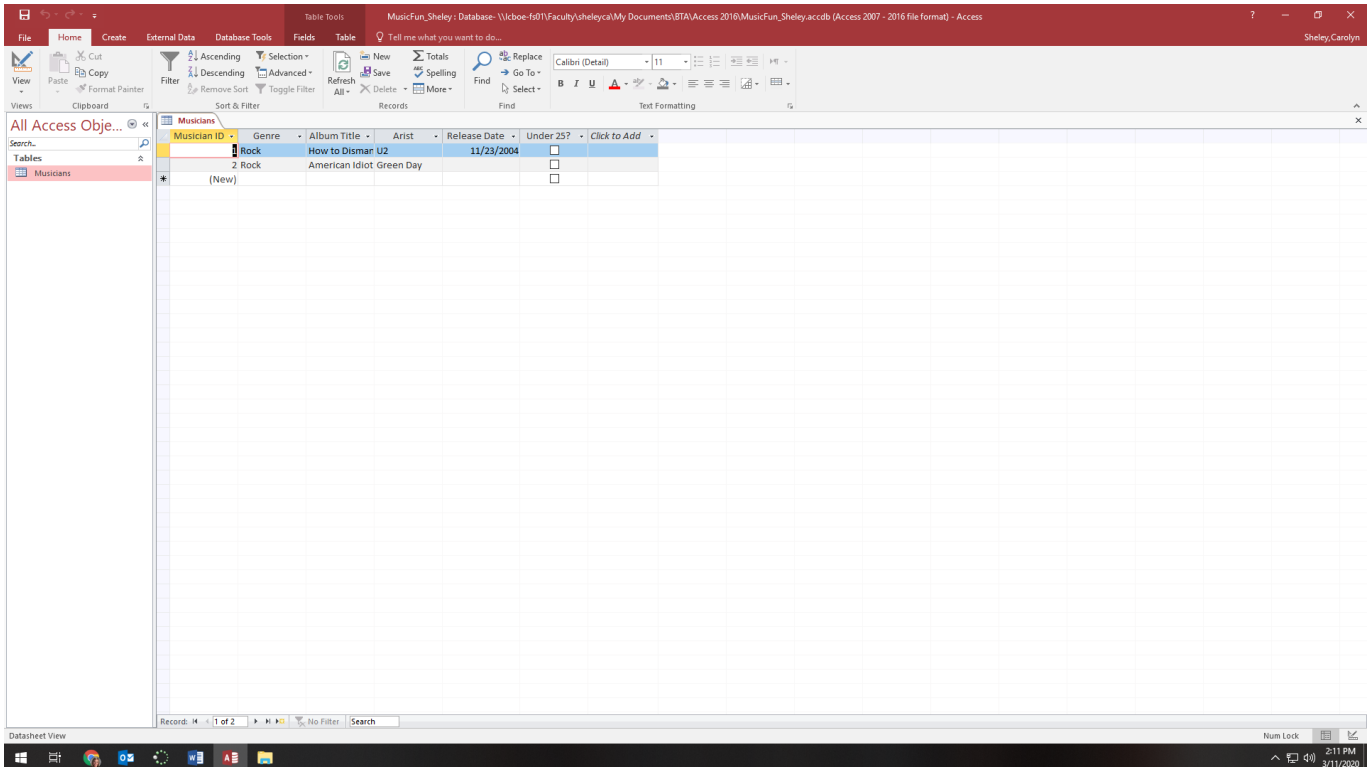 Table Tools
MusicFun_Sheley : Database- \\lcboe-fs01\Faculty\sheleyca\My Documents\BTA\Access 2016\MusicFun_Sheley.accdb (Access 2007 - 2016 file format) - Access
?
File Home Create External Data Database Tools Fields Table Tell me what you want to do... Sheley,Carolyn
View
Paste
Cut
Copy
Format Painter
Filter
Ascending
Descending
Remove Sort
Selection
Advanced
Toggle Filter
Refresh All
New
Save
Delete
Totals
Spelling
More
Find
Replace
Go To
Select
Calibri (Detail) 11
B I U A
Views Clipboard Sort & Filter Records Find Text Formatting
All Access Obje...
Search..
Tables
Musicians
Musicians
Musician ID Genre Album Title Arist Release Date Under 25? Click to Add
1 Rock How to Disman U2 11/23/2004
2 Rock American Idiot Green Day
(New)
Record: 1 of 2 No Filter Search
Datasheet View Num Lock
2:11 PM
3/11/2020